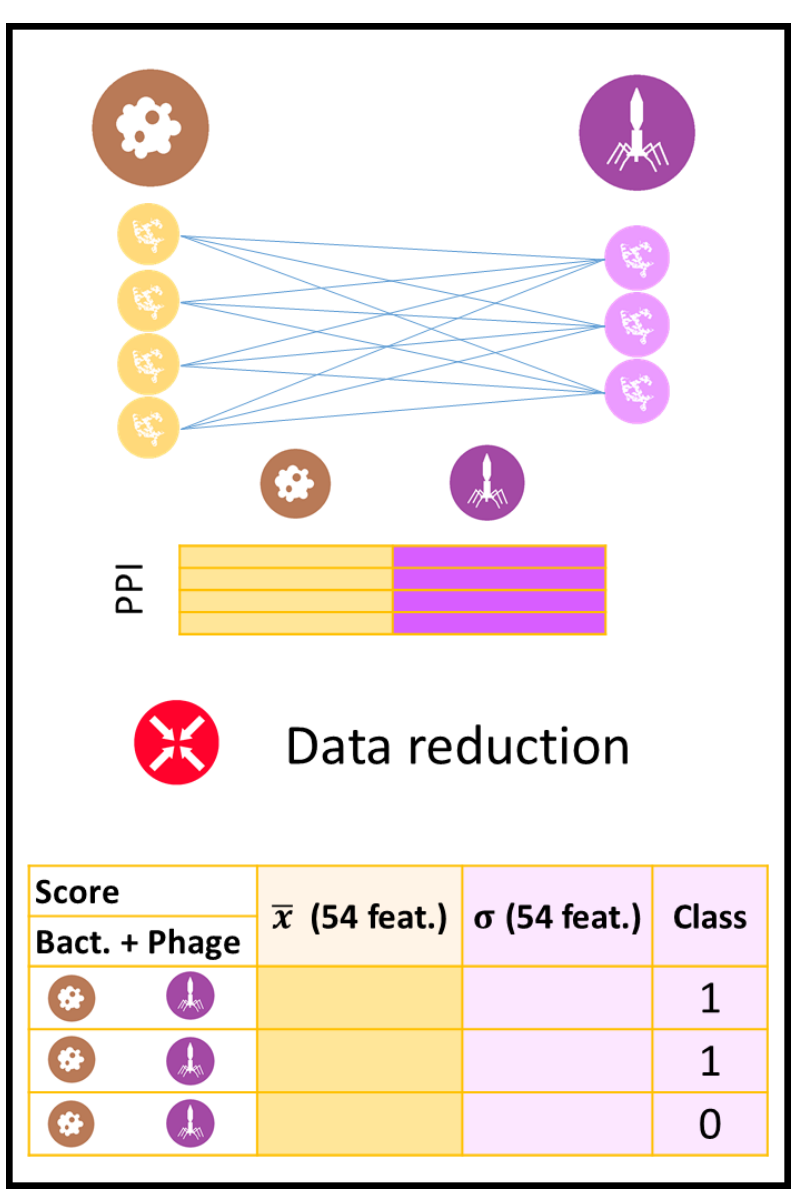 PPI
Data reduction
Score
Bact. + Phage
x̅ (54 feat.)
σ (54 feat.)
Class
1
1
0